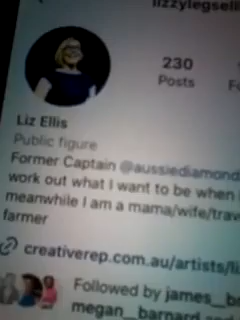 230
Posts
Liz Ellis
Public figure
Former Captain @aussiediamond
work out what I want to be when
meanwhile I am a mama/wife/trav
farmer
creativerep.com.au/artists/li
Followed by james_b
megan_barnard and